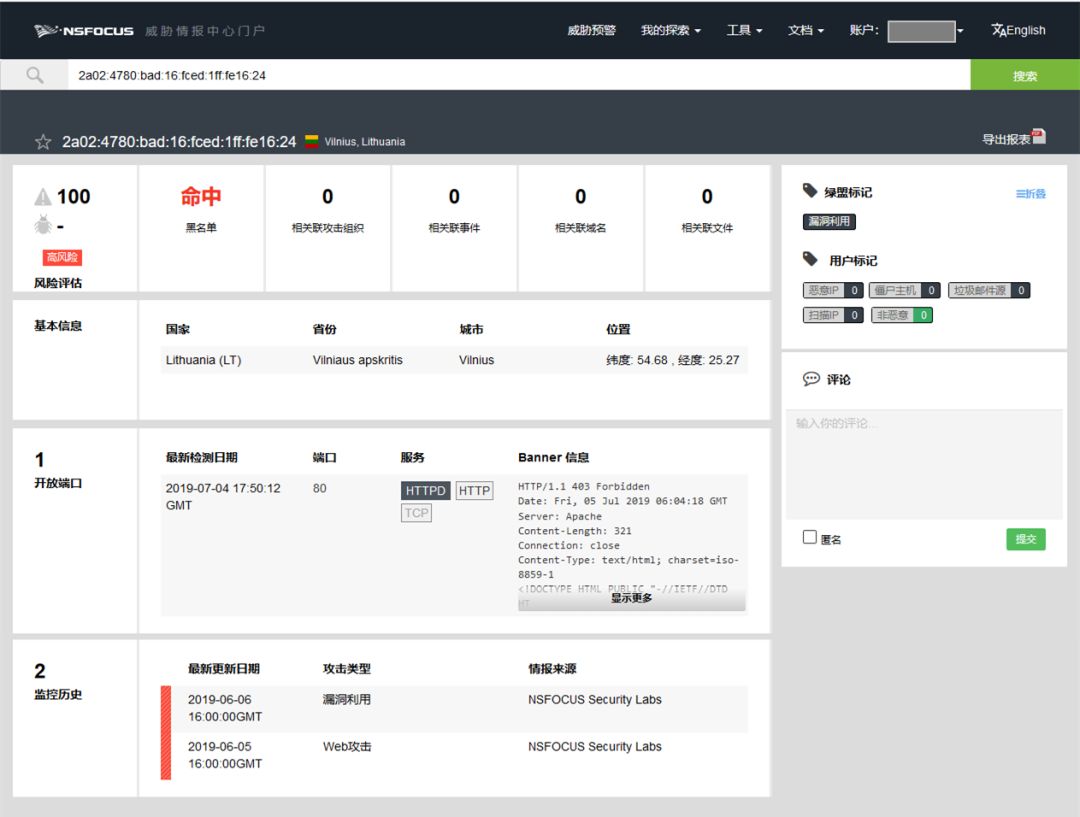 NSFOCUS 威胁情报中心门户
威胁预警 我的探索 工具 文档 账户: English
2a02:4780:bad:16:fced:1ff:fe16:24 搜索
2a02:4780:bad:16:fced:1ff:fe16:24 Vilnius, Lithuania 导出报表
100
-
高风险
风险评估
命中
黑名单
0
相关联攻击组织
0
相关联事件
0
相关联域名
0
相关联文件
基本信息
国家 省份 城市 位置
Lithuania (LT) Vilniaus apskritis Vilnius 纬度: 54.68 , 经度: 25.27
1
开放端口
最新检测日期 端口 服务 Banner 信息
2019-07-04 17:50:12
GMT
80
HTTPD HTTP
TCP
HTTP/1.1 403 Forbidden
Date: Fri, 05 Jul 2019 06:04:18 GMT
Server: Apache
Content-Length: 321
Connection: close
Content-Type: text/html; charset=iso-
8859-1
<!DOCTYPE HTML PUBLIC "-//IETF//DTD
HT
显示更多
2
监控历史
最新更新日期 攻击类型 情报来源
2019-06-06
16:00:00GMT
漏洞利用 NSFOCUS Security Labs
2019-06-05
16:00:00GMT
Web攻击 NSFOCUS Security Labs
绿盟标记 折叠
漏洞利用
用户标记
恶意IP 0 僵尸主机 0 垃圾邮件源 0
扫描IP 0 非恶意 0
评论
输入你的评论...
匿名 提交